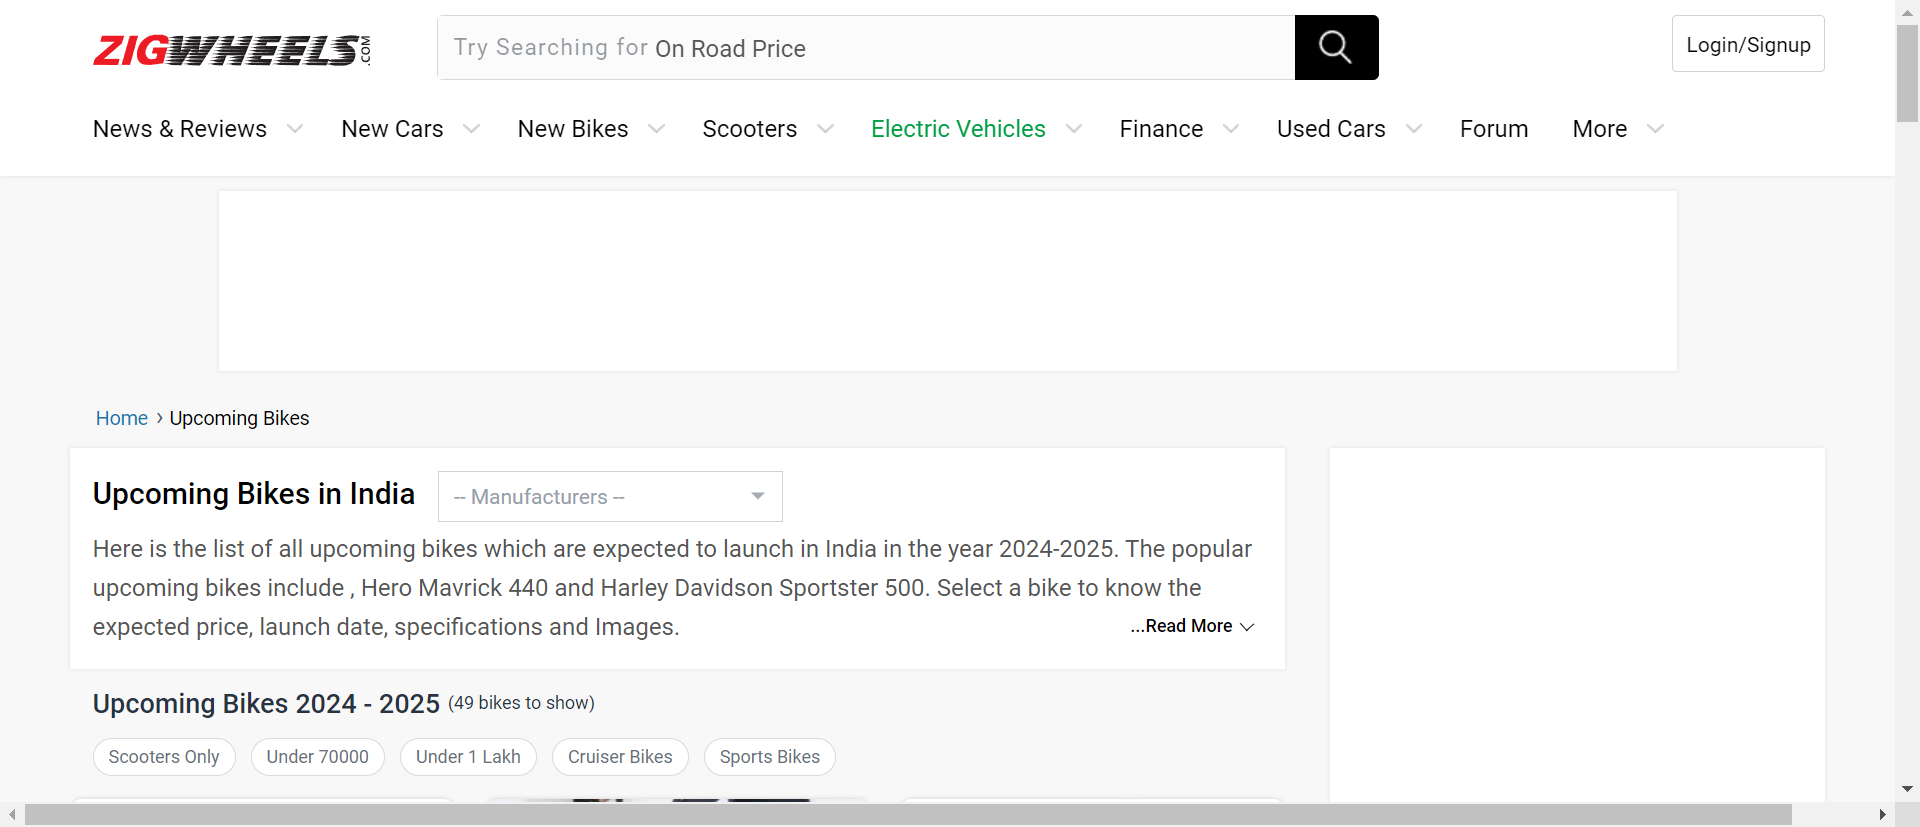 ZIGWHEELS.COM
Try Searching for On Road Price
Login/Signup
News & Reviews New Cars New Bikes Scooters Electric Vehicles Finance Used Cars Forum More
Home › Upcoming Bikes
Upcoming Bikes in India
-- Manufacturers --
Here is the list of all upcoming bikes which are expected to launch in India in the year 2024-2025. The popular
upcoming bikes include , Hero Mavrick 440 and Harley Davidson Sportster 500. Select a bike to know the
expected price, launch date, specifications and Images.
...Read More
Upcoming Bikes 2024 - 2025 (49 bikes to show)
Scooters Only Under 70000 Under 1 Lakh Cruiser Bikes Sports Bikes